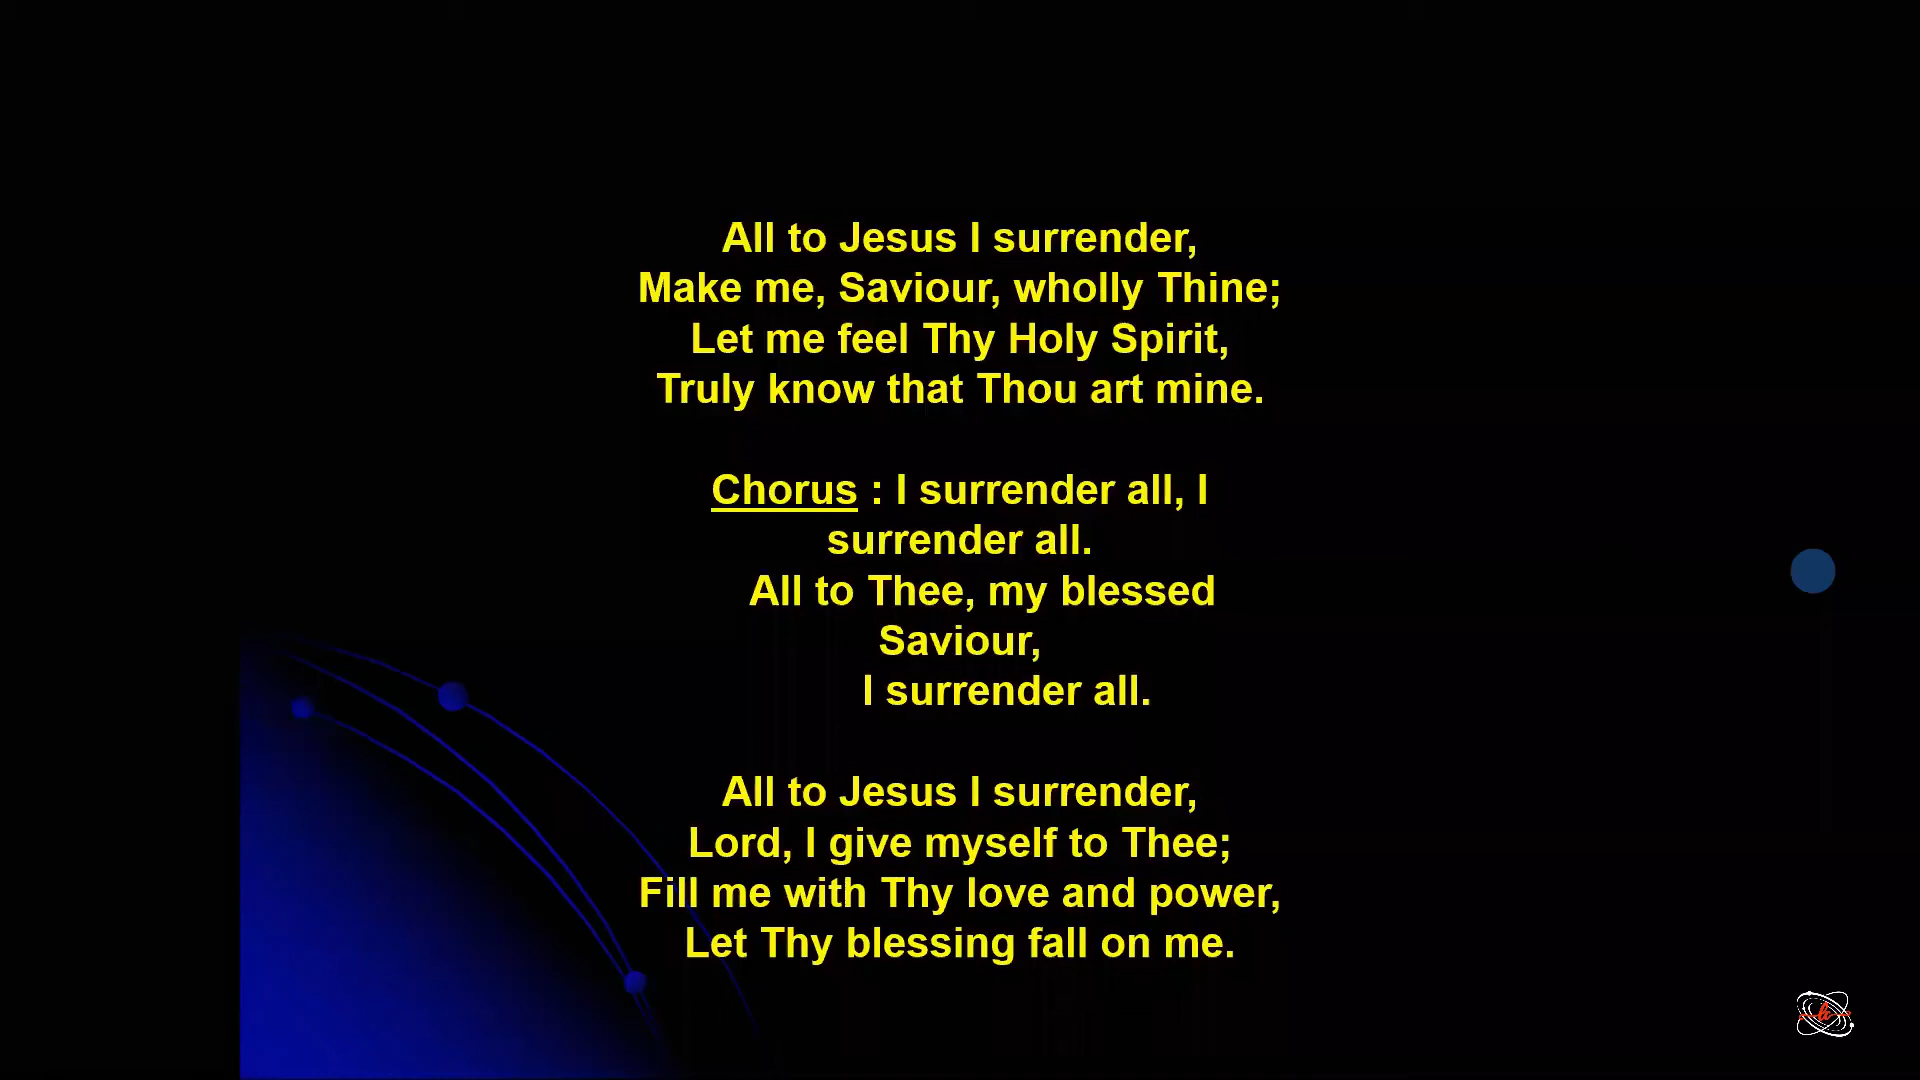 All to Jesus I surrender,
Make me, Saviour, wholly Thine;
Let me feel Thy Holy Spirit,
Truly know that Thou art mine.
Chorus : I surrender all, I
surrender all.
All to Thee, my blessed
Saviour,
I surrender all.
All to Jesus I surrender,
Lord, I give myself to Thee;
Fill me with Thy love and power,
Let Thy blessing fall on me.